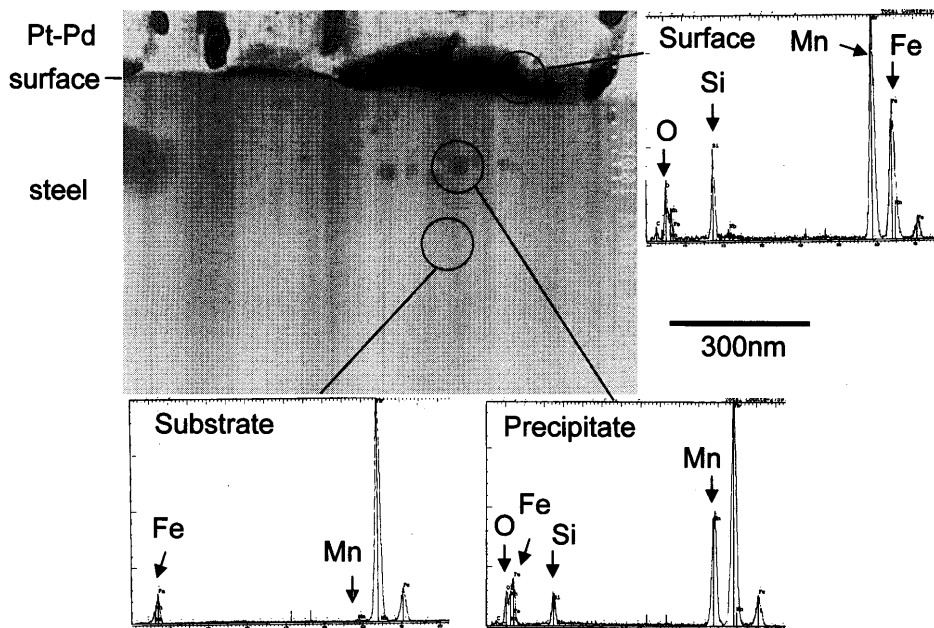 Pt-Pd
surface
steel
Surface
O
Si
Mn
Fe
300nm
Substrate
Fe
Mn
Precipitate
O
Fe
Si
Mn